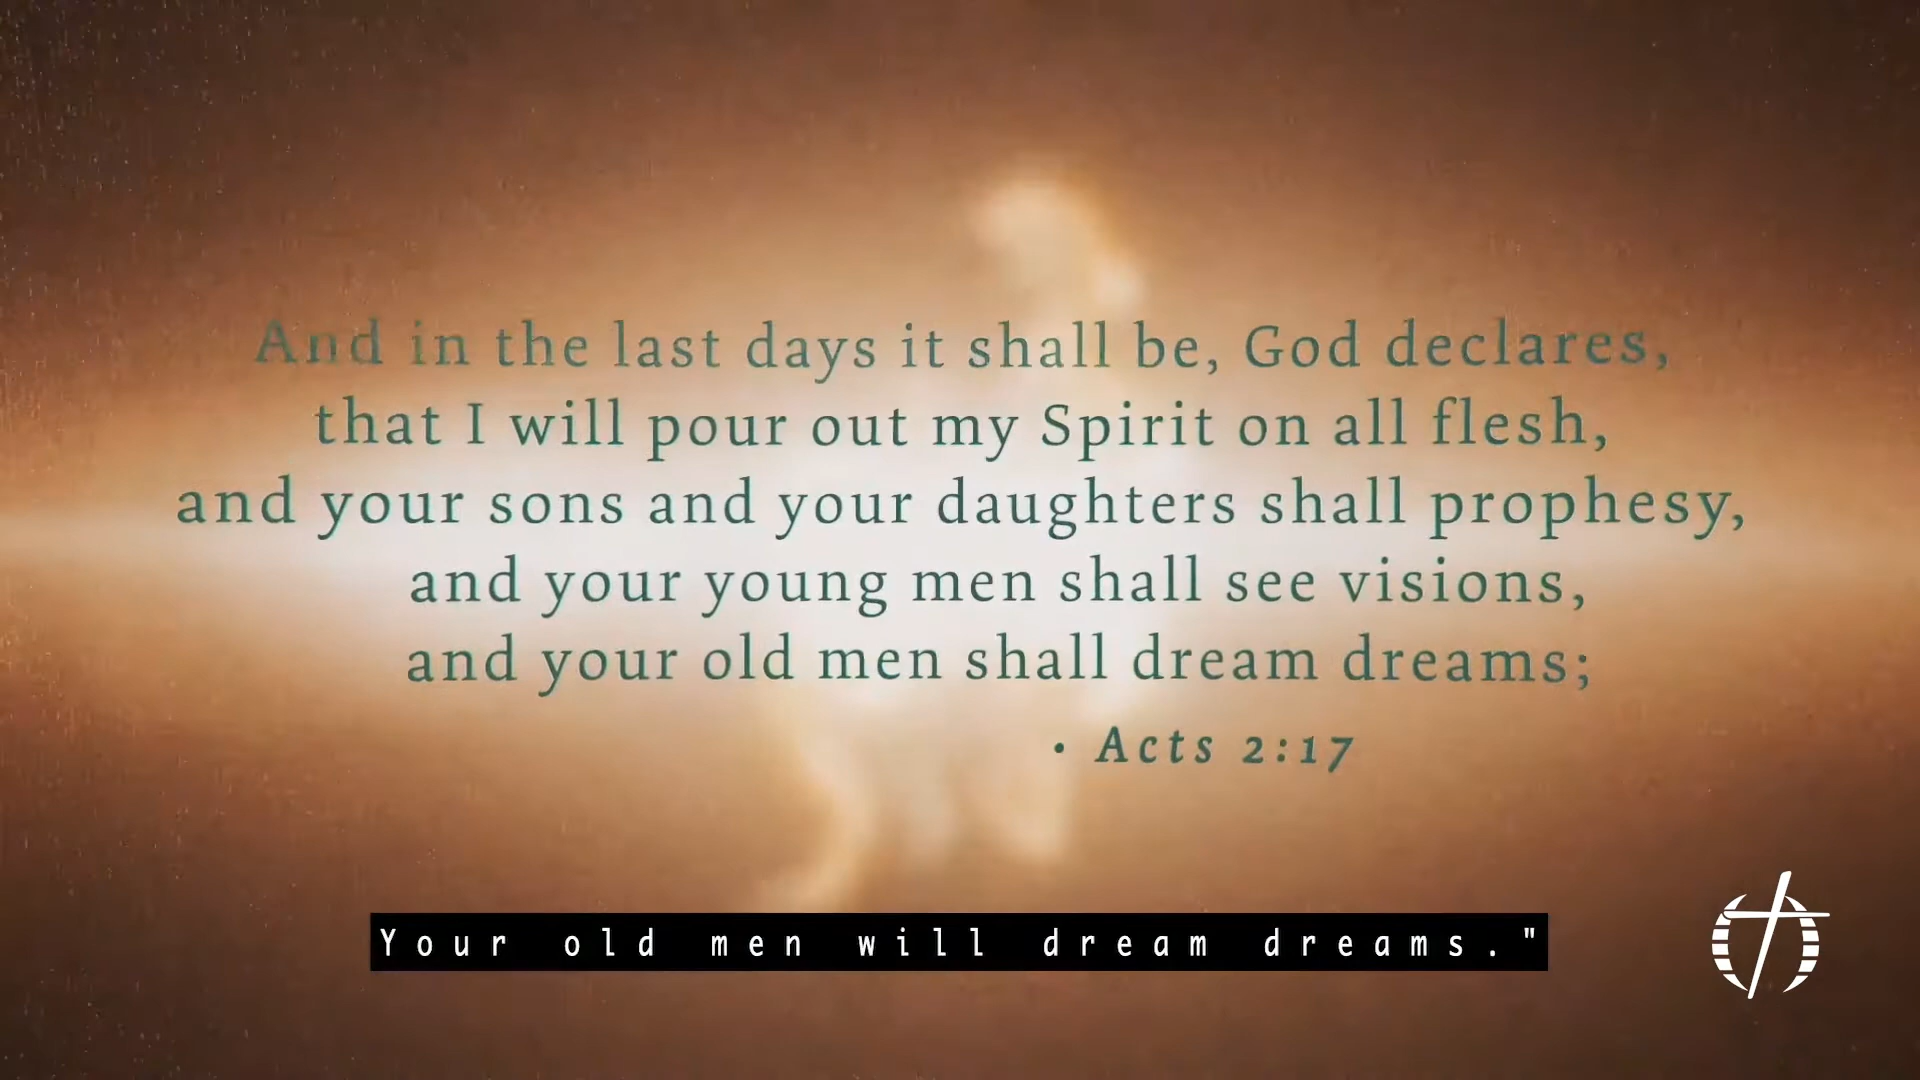 And in the last days it shall be, God declares,
that I will pour out my Spirit on all flesh,
and your sons and your daughters shall prophesy,
and your young men shall see visions,
and your old men shall dream dreams;
• Acts 2:17
Your old men will dream dreams."